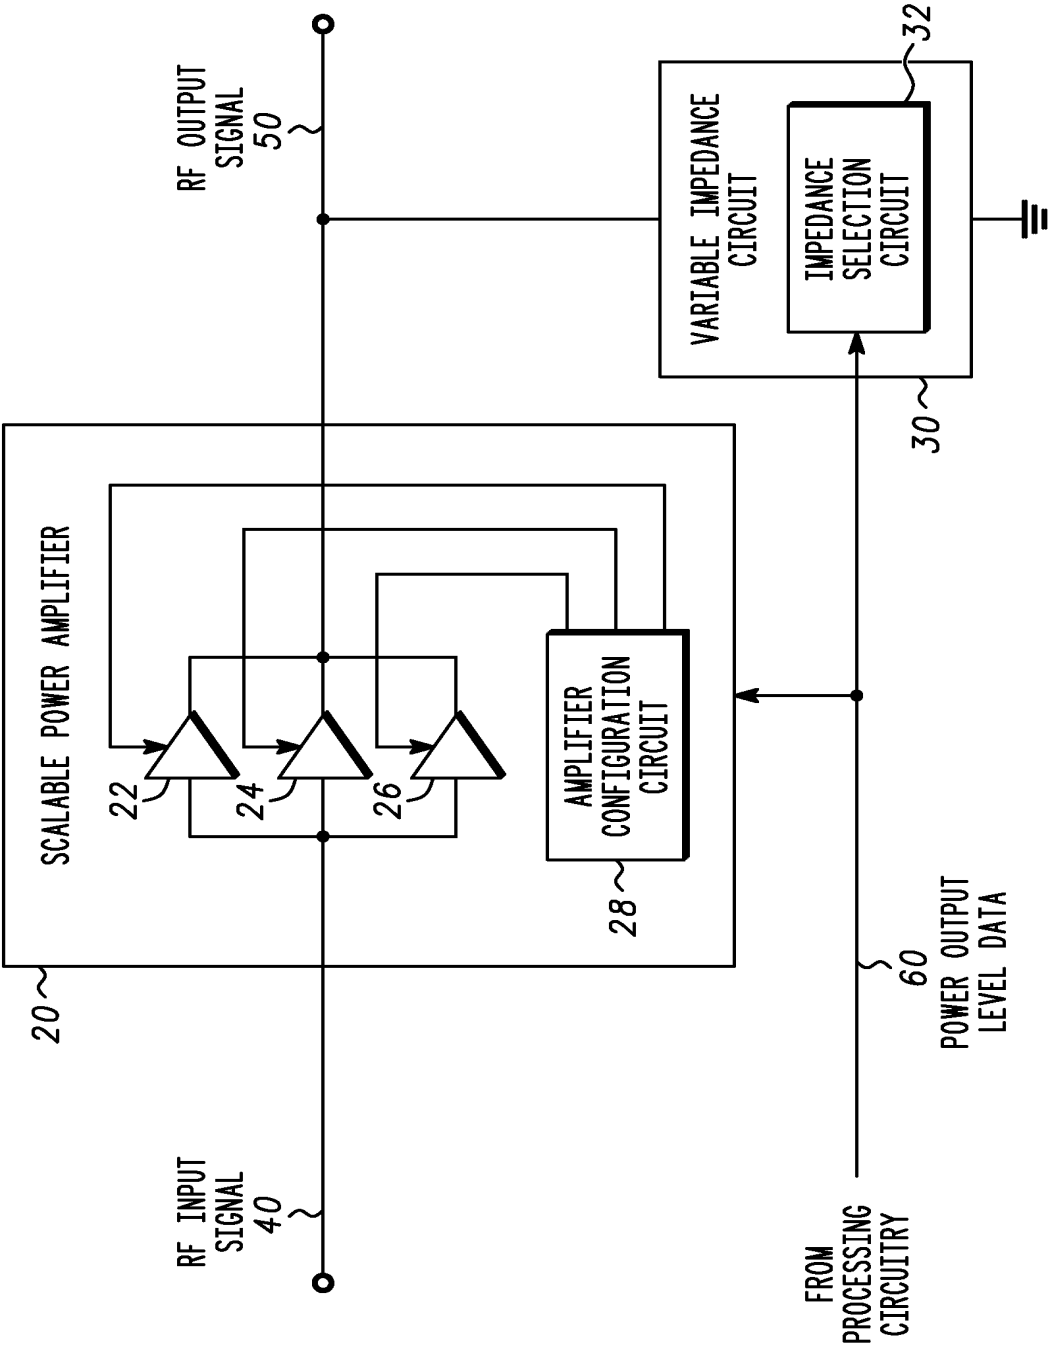 SCALABLE POWER AMPLIFIER
20
22
24
26
AMPLIFIER
CONFIGURATION
CIRCUIT
28
RF INPUT
SIGNAL
40
RF OUTPUT
SIGNAL
50
VARIABLE IMPEDANCE
CIRCUIT
IMPEDANCE
SELECTION
CIRCUIT
32
30
FROM
PROCESSING
CIRCUITRY
60
POWER OUTPUT
LEVEL DATA